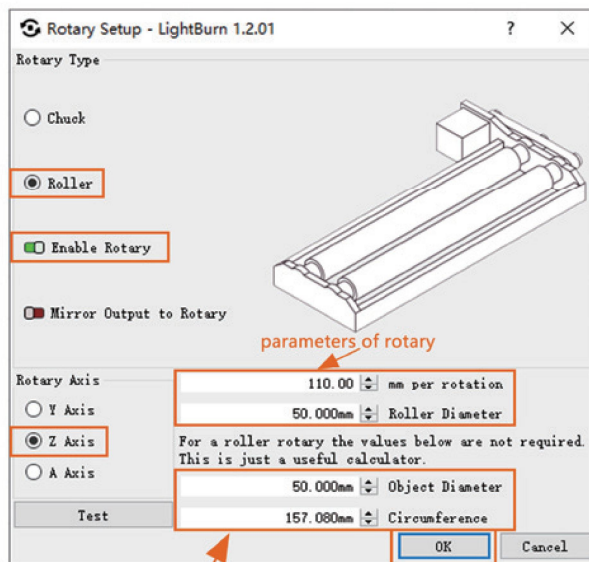 Rotary Setup - LightBurn 1.2.01 ? ×
Rotary Type
Chuck
Roller
Enable Rotary
Mirror Output to Rotary
parameters of rotary
Rotary Axis
110.00 mm per rotation
Y Axis
50.000mm Roller Diameter
Z Axis
For a roller rotary the values below are not required.
This is just a useful calculator.
A Axis
50.000mm Object Diameter
Test
157.080mm Circumference
OK Cancel